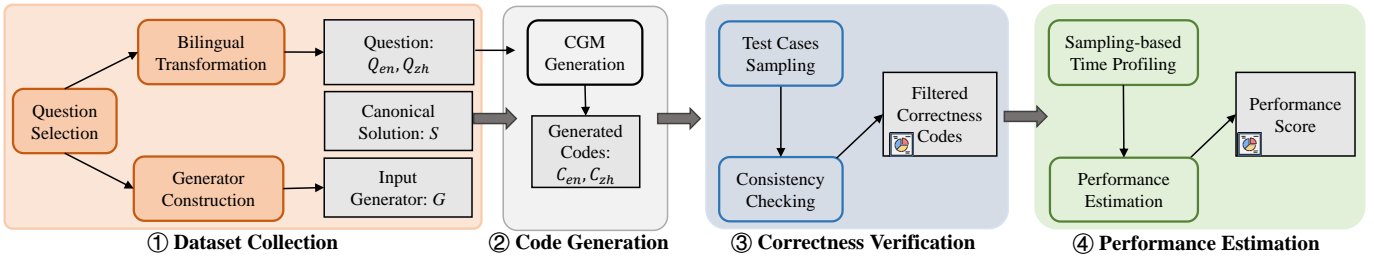 Question
Selection
Bilingual
Transformation
Generator
Construction
Question:
Q_en, Q_zh
Canonical
Solution: S
Input
Generator: G
① Dataset Collection
CGM
Generation
Generated
Codes:
C_en, C_zh
② Code Generation
Test Cases
Sampling
Consistency
Checking
Filtered
Correctness
Codes
③ Correctness Verification
Sampling-based
Time Profiling
Performance
Estimation
Performance
Score
④ Performance Estimation